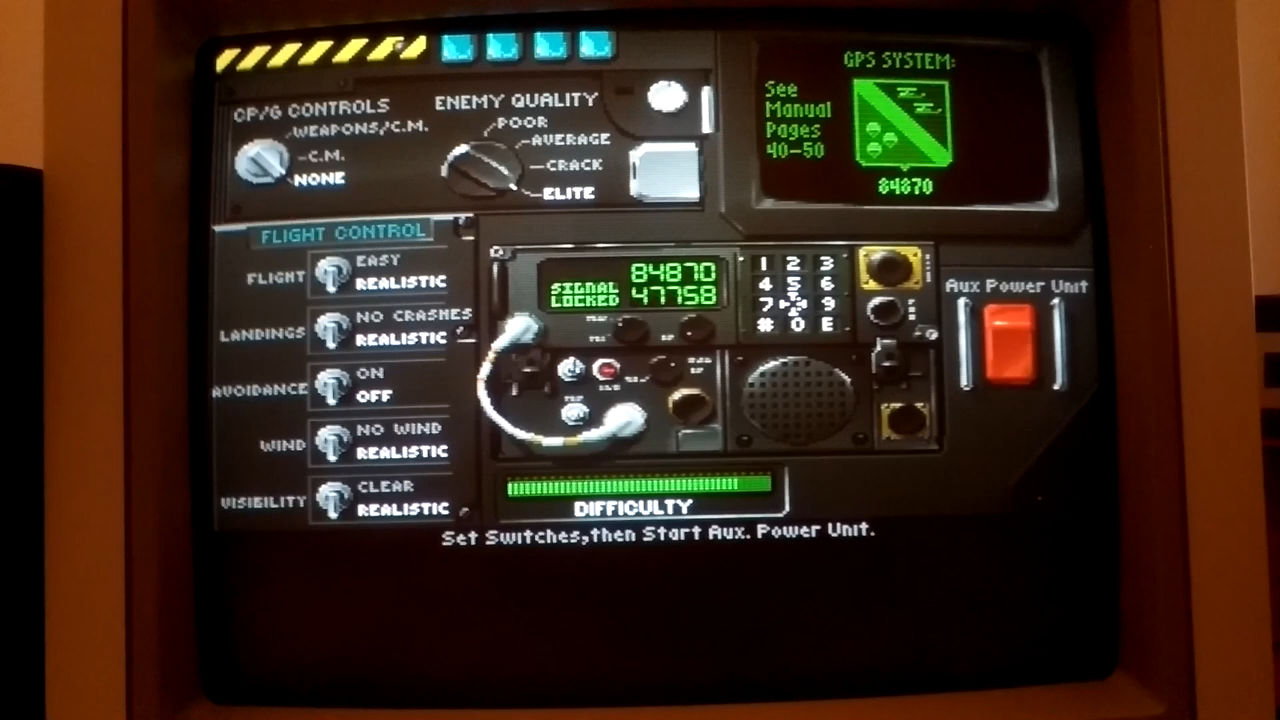 CP/G CONTROLS
WEAPONS/C.M.
C.M.
NONE
ENEMY QUALITY
POOR
AVERAGE
CRACK
ELITE
GPS SYSTEM:
See
Manual
Pages
40-50
84870
FLIGHT CONTROL
FLIGHT
EASY
REALISTIC
LANDINGS
NO CRASHES
REALISTIC
AVOIDANCE
ON
OFF
WIND
NO WIND
REALISTIC
VISIBILITY
CLEAR
REALISTIC
84870
SIGNAL
LOCKED 47758
1 2 3
4 5 6
7 9
# 0 E
Aux Power Unit
DIFFICULTY
Set Switches,then Start Aux. Power Unit.